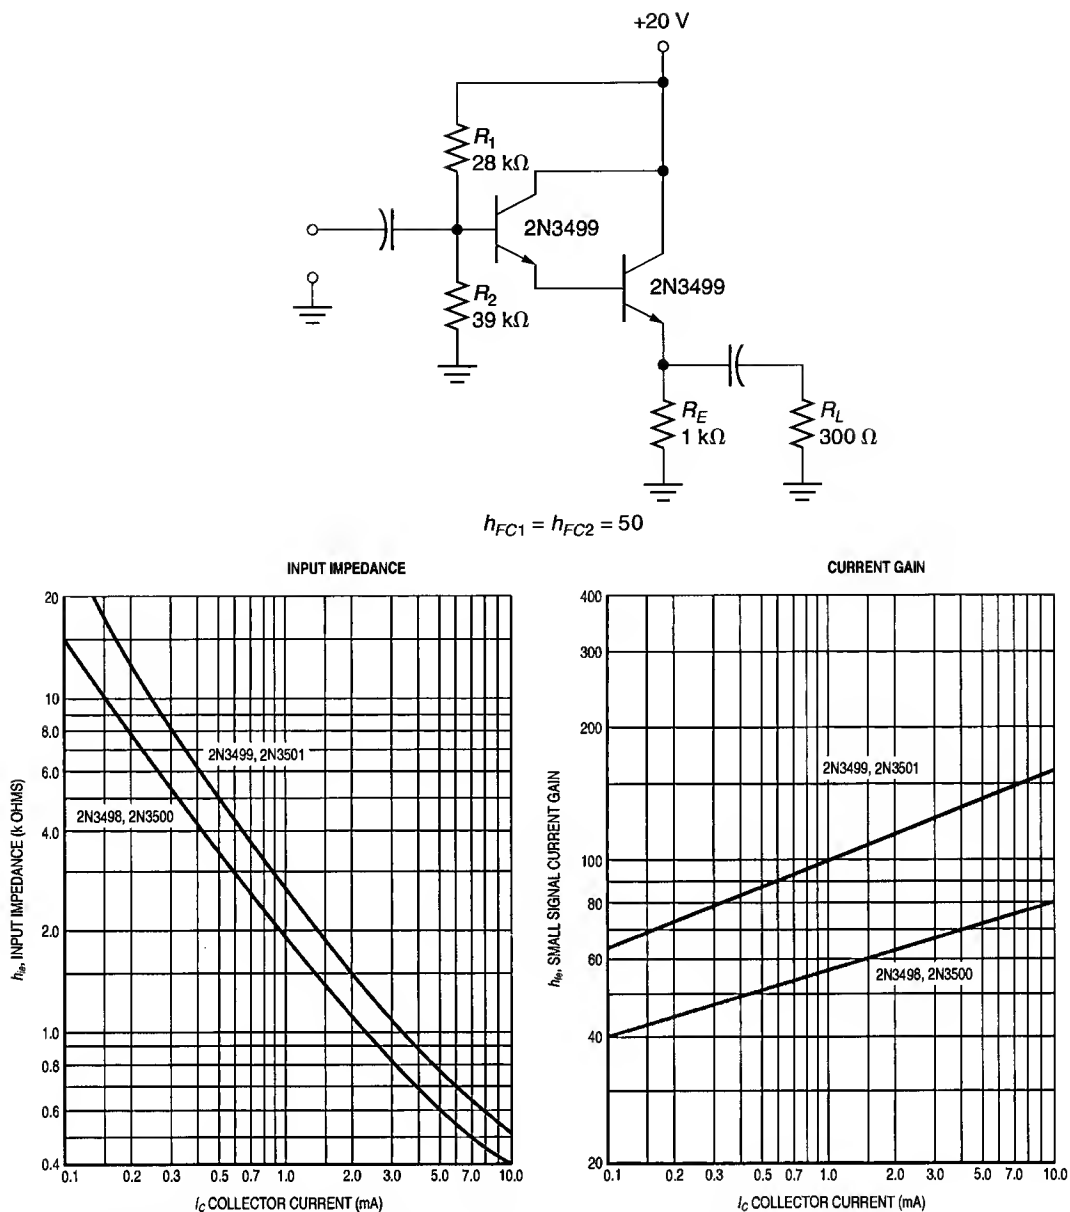 +20 V
R1
28 kΩ
2N3499
2N3499
R2
39 kΩ
RE
1 kΩ
RL
300 Ω
hFC1 = hFC2 = 50
INPUT IMPEDANCE
20
10
8.0
6.0
4.0
2.0
1.0
0.8
0.6
0.4
hie, INPUT IMPEDANCE (k OHMS)
2N3499, 2N3501
2N3498, 2N3500
0.1
0.2
0.3
0.5
0.7
1.0
2.0
3.0
5.0
7.0
10.0
IC COLLECTOR CURRENT (mA)
CURRENT GAIN
400
300
200
100
80
60
40
20
hfe, SMALL SIGNAL CURRENT GAIN
2N3499, 2N3501
2N3498, 2N3500
0.1
0.2
0.3
0.5
0.7
1.0
2.0
3.0
5.0
7.0
10.0
IC COLLECTOR CURRENT (mA)